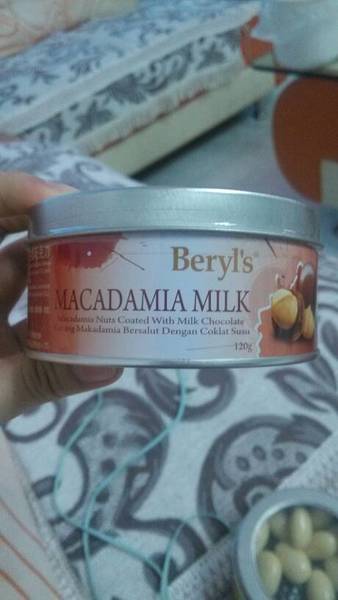 Beryl's®
MACADAMIA MILK
Macadamia Nuts Coated With Milk Chocolate
Kacang Makadamia Bersalut Dengan Coklat Susu
120g